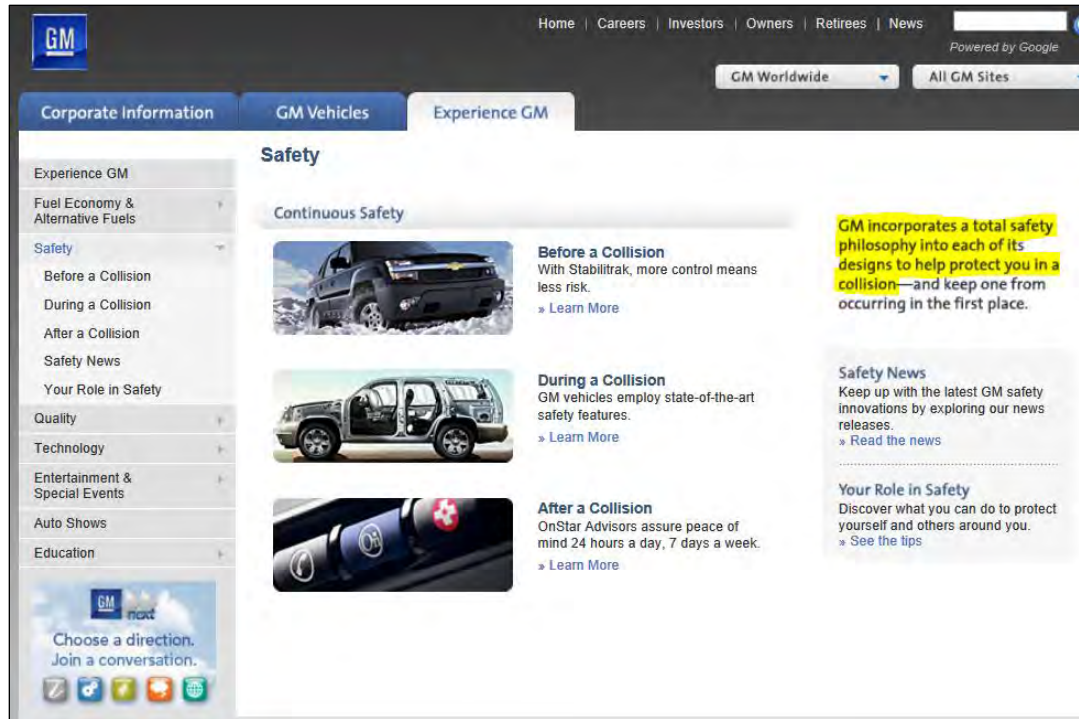 GM
Home | Careers | Investors | Owners | Retirees | News
Powered by Google
GM Worldwide
All GM Sites
Corporate Information
GM Vehicles
Experience GM
Safety
Experience GM
Fuel Economy &
Alternative Fuels
Safety
Before a Collision
During a Collision
After a Collision
Safety News
Your Role in Safety
Quality
Technology
Entertainment &
Special Events
Auto Shows
Education
GM
next
Choose a direction.
Join a conversation.
Continuous Safety
Before a Collision
With Stabilitrak, more control means
less risk.
» Learn More
During a Collision
GM vehicles employ state-of-the-art
safety features.
» Learn More
After a Collision
OnStar Advisors assure peace of
mind 24 hours a day, 7 days a week.
» Learn More
GM incorporates a total safety
philosophy into each of its
designs to help protect you in a
collision—and keep one from
occurring in the first place.
Safety News
Keep up with the latest GM safety
innovations by exploring our news
releases.
» Read the news
Your Role in Safety
Discover what you can do to protect
yourself and others around you.
» See the tips